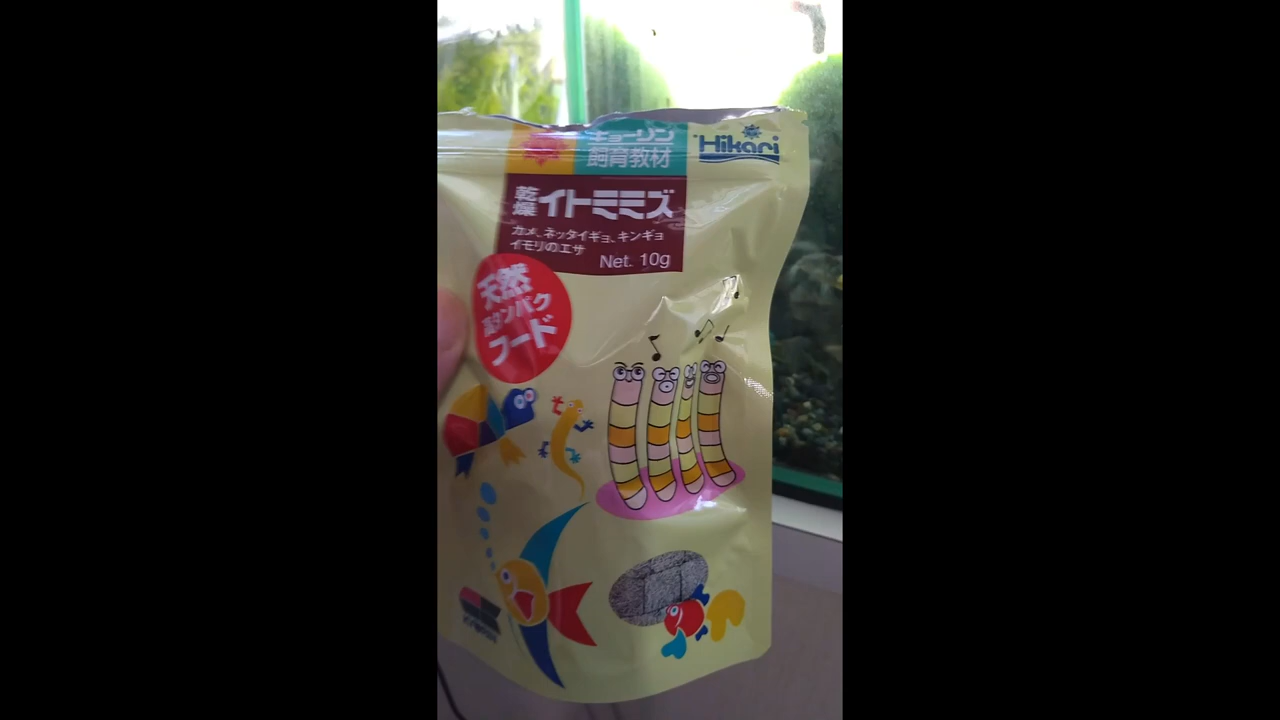 キョーリン
飼育教材
Hikari
乾燥イトミミズ
カメ、ネッタイギョ、キンギョ
イモリのエサ
Net. 10g
天然
高タンパク
フード